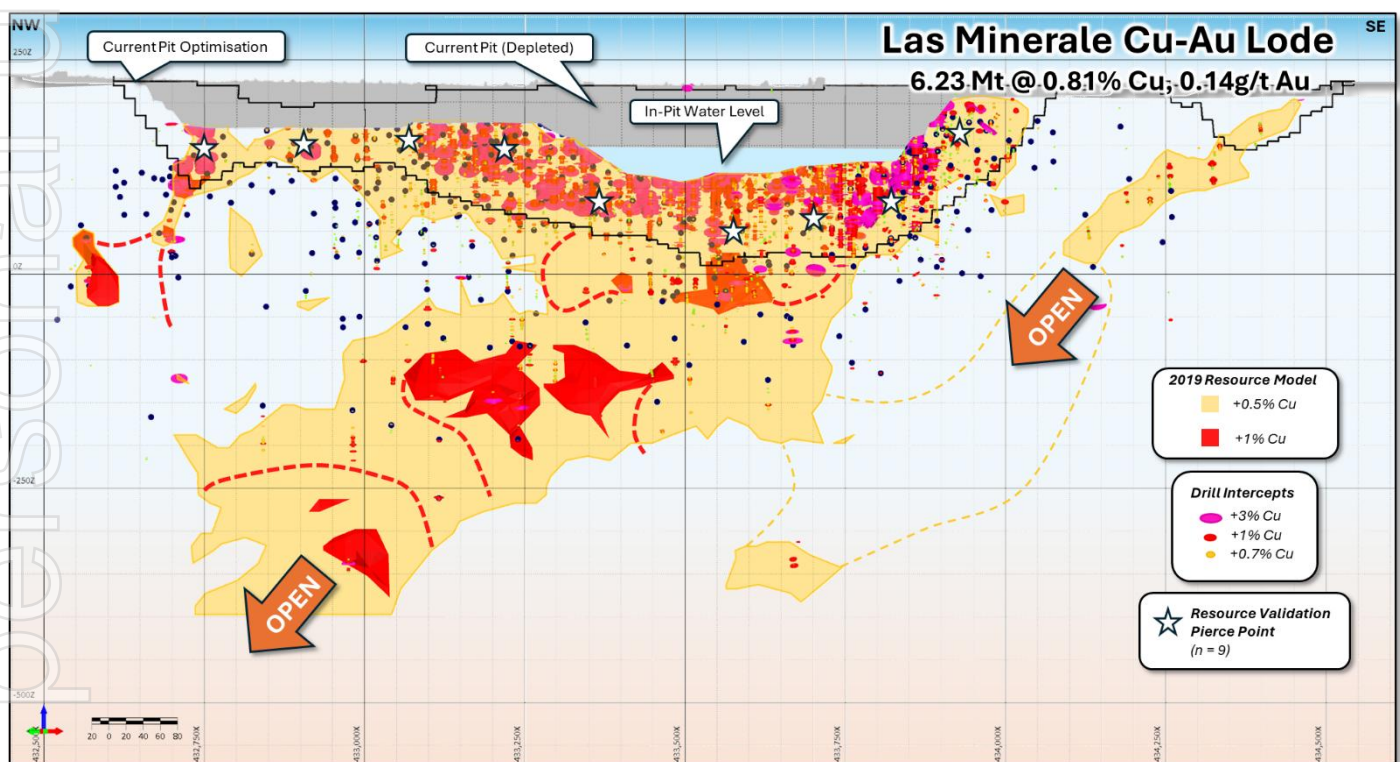 NW
SE
Las Minerale Cu-Au Lode
6.23 Mt @ 0.81% Cu; 0.14g/t Au
Current Pit Optimisation
Current Pit (Depleted)
In-Pit Water Level
250Z
0Z
-250Z
-500Z
OPEN
OPEN
2019 Resource Model
+0.5% Cu
+1% Cu
Drill Intercepts
+3% Cu
+1% Cu
+0.7% Cu
Resource Validation
Pierce Point
(n = 9)
20 0 20 40 60 80
432,500X
432,750X
433,000X
433,250X
433,500X
433,750X
434,000X
434,250X
434,500X
personal u